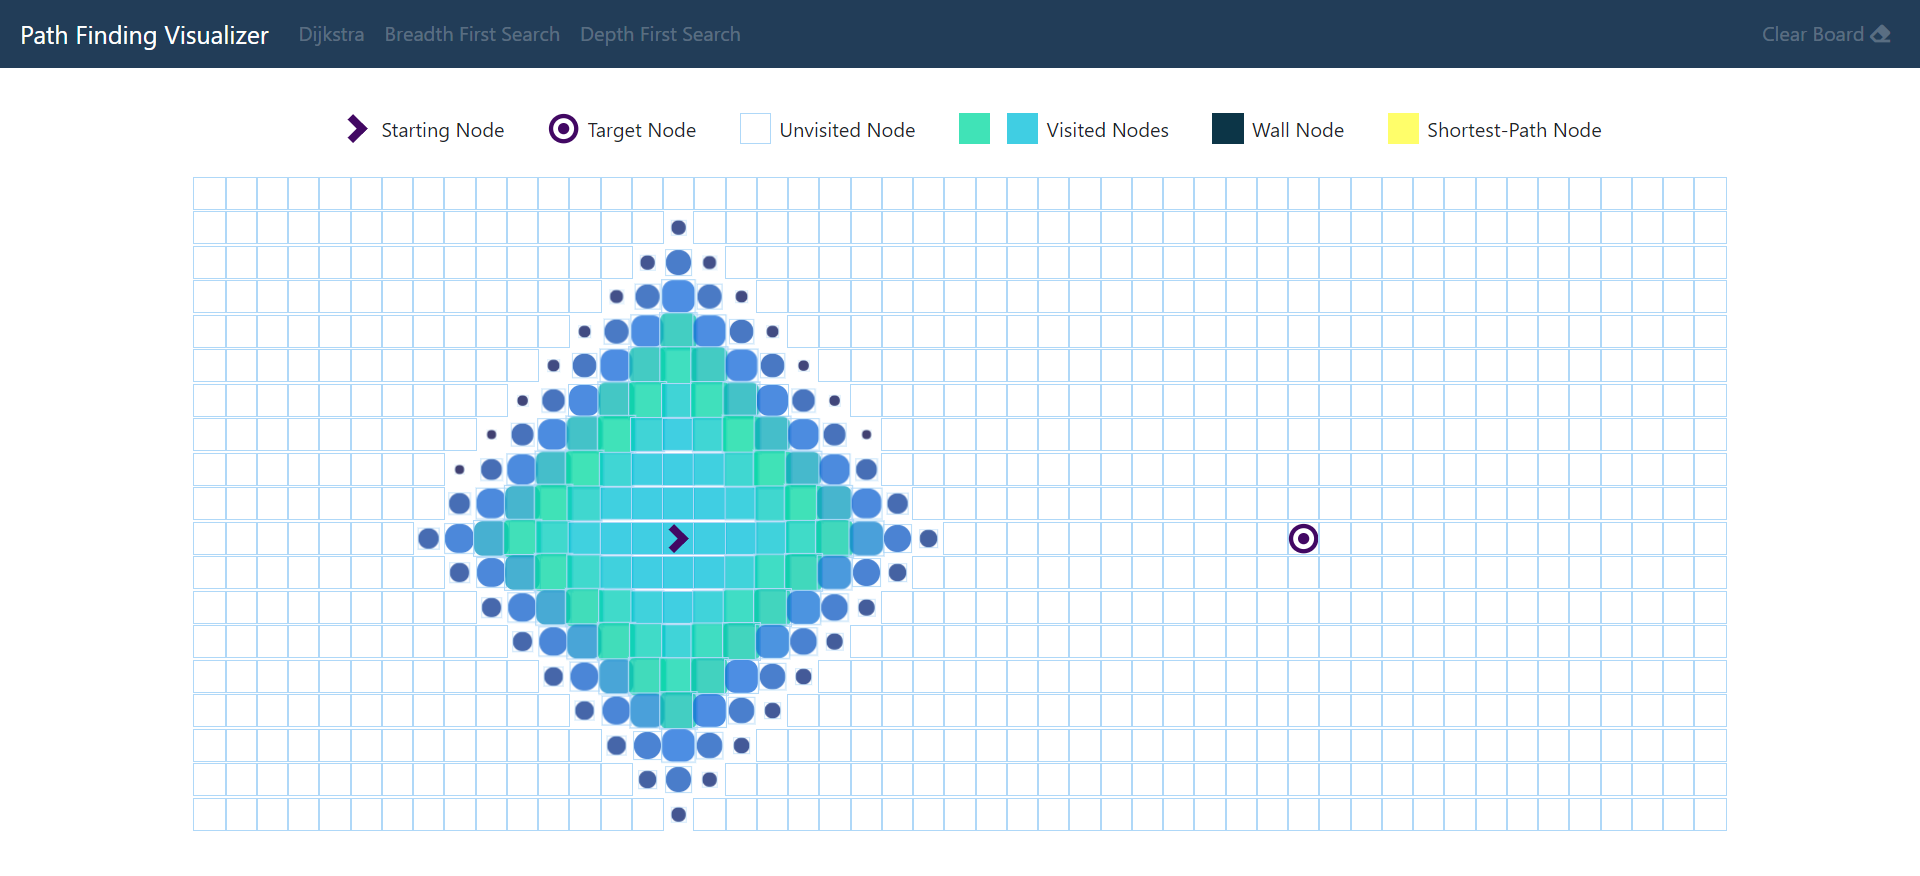 Path Finding Visualizer Dijkstra Breadth First Search Depth First Search Clear Board
Starting Node Target Node Unvisited Node Visited Nodes Wall Node Shortest-Path Node